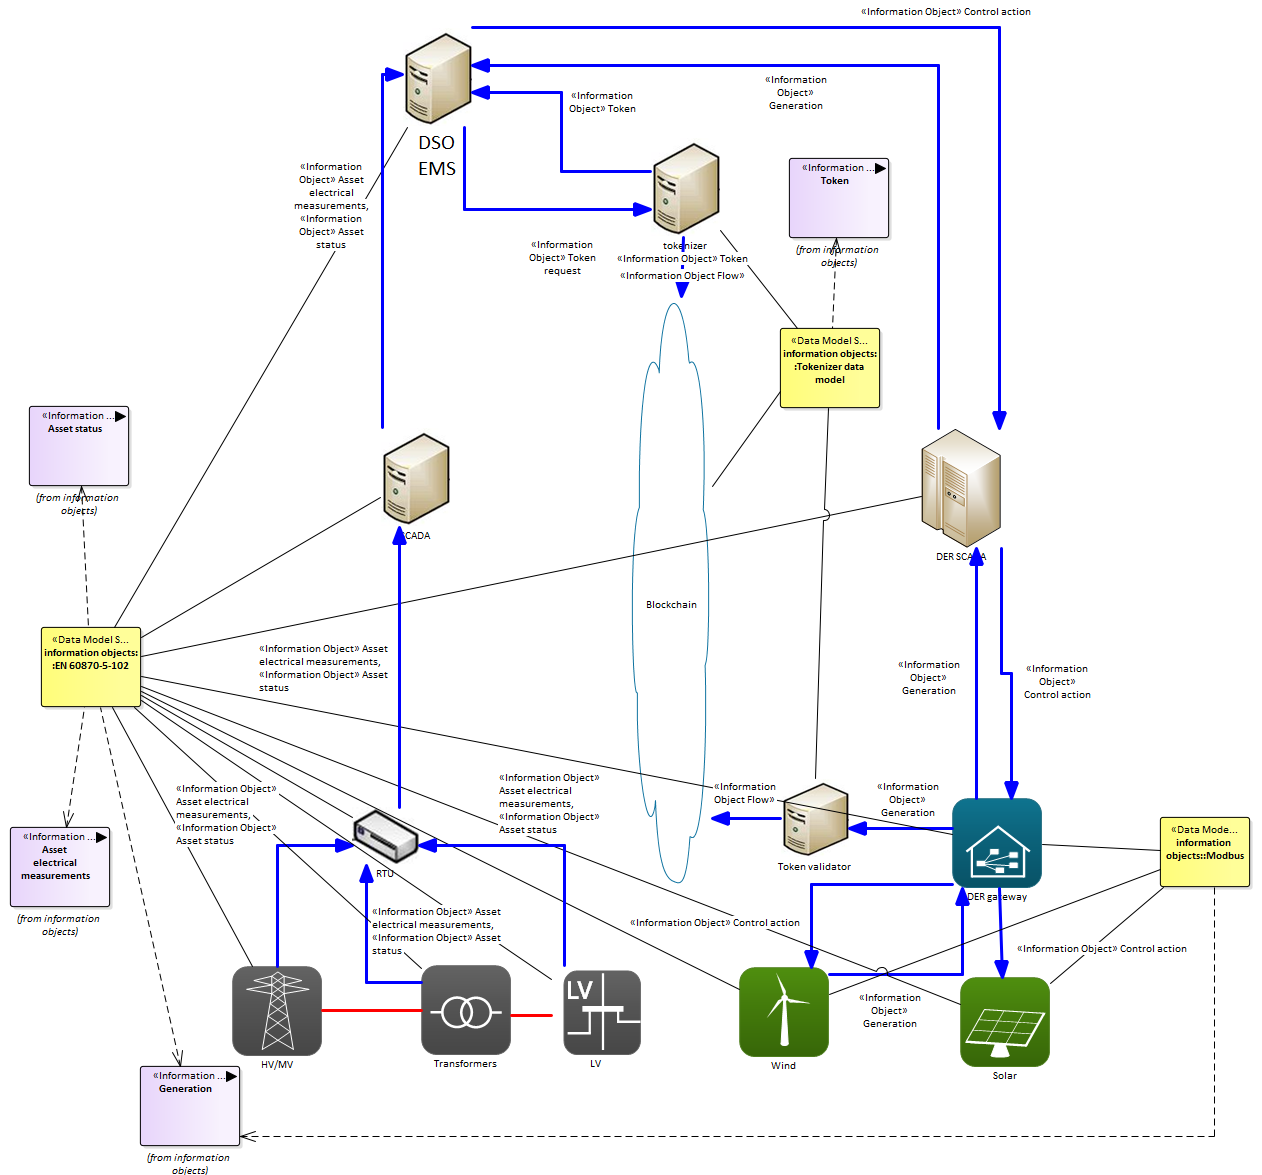 «Information Object» Control action
«Information
Object»
Generation
«Information
Object» Token
DSO
EMS
«Information
Object» Asset
electrical
measurements,
«Information
Object» Asset
status
«Information ...
Token
(from information
objects)
«Information
Object» Token
request
tokenizer
«Information Object» Token
«Information Object Flow»
«Data Model S...
information objects:
:Tokenizer data
model
«Information ...
Asset status
(from information
objects)
SCADA
DER SCADA
Blockchain
«Data Model S...
information objects:
:EN 60870-5-102
«Information Object» Asset
electrical measurements,
«Information Object» Asset
status
«Information
Object»
Generation
«Information
Object»
Control action
«Information Object»
Asset electrical
measurements,
«Information Object»
Asset status
«Information Object»
Asset electrical
measurements,
«Information Object»
Asset status
«Information
Object Flow»
«Information
Object»
Generation
«Information ...
Asset
electrical
measurements
(from information
objects)
RTU
Token validator
DER gateway
«Data Mode...
information
objects::Modbus
«Information Object» Asset
electrical measurements,
«Information Object» Asset
status
«Information Object» Control action
«Information Object» Control action
«Information
Object»
Generation
LV
HV/MV
Transformers
LV
Wind
Solar
«Information ...
Generation
(from information
objects)